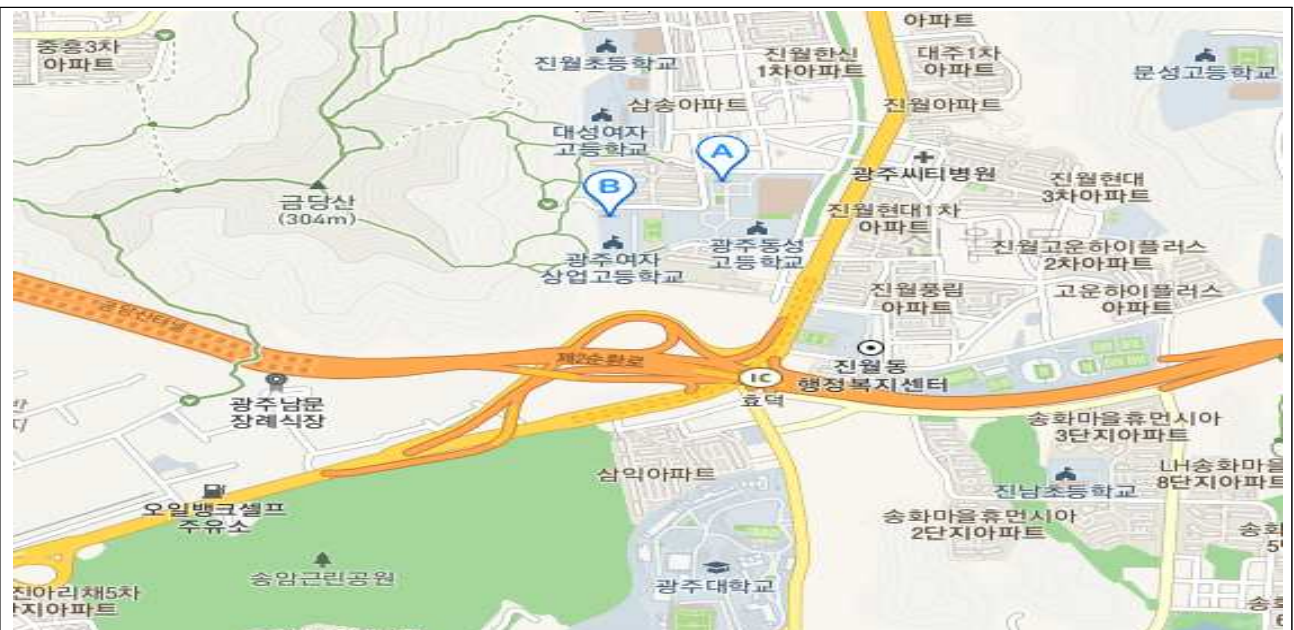 아파트
중흥3차
아파트
진월초등학교
진월한신
1차아파트
대주1차
아파트
문성고등학교
삼송아파트
진월아파트
대성여자
고등학교
A
광주씨티병원
B
금당산
(304m)
진월현대
3차아파트
진월현대1차
아파트
광주여자
상업고등학교
광주동성
고등학교
진월고운하이플러스
2차아파트
진월풍림
아파트
고운하이플러스
아파트
금당산터널
제2순환로
IC
효덕
진월동
행정복지센터
광주남문
장례식장
송화마을휴먼시아
3단지아파트
삼익아파트
진남초등학교
LH송화마을
8단지아파트
오일뱅크셀프
주유소
송화마을휴먼시아
2단지아파트
송암근린공원
광주대학교
진아리채5차